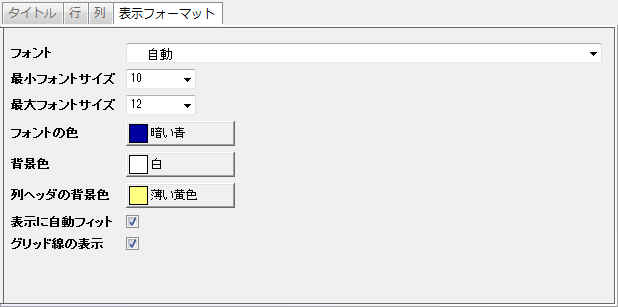 タイトル 行 列 表示フォーマット
フォント 自動
最小フォントサイズ 10
最大フォントサイズ 12
フォントの色 暗い青
背景色 白
列ヘッダの背景色 薄い黄色
表示に自動フィット
グリッド線の表示